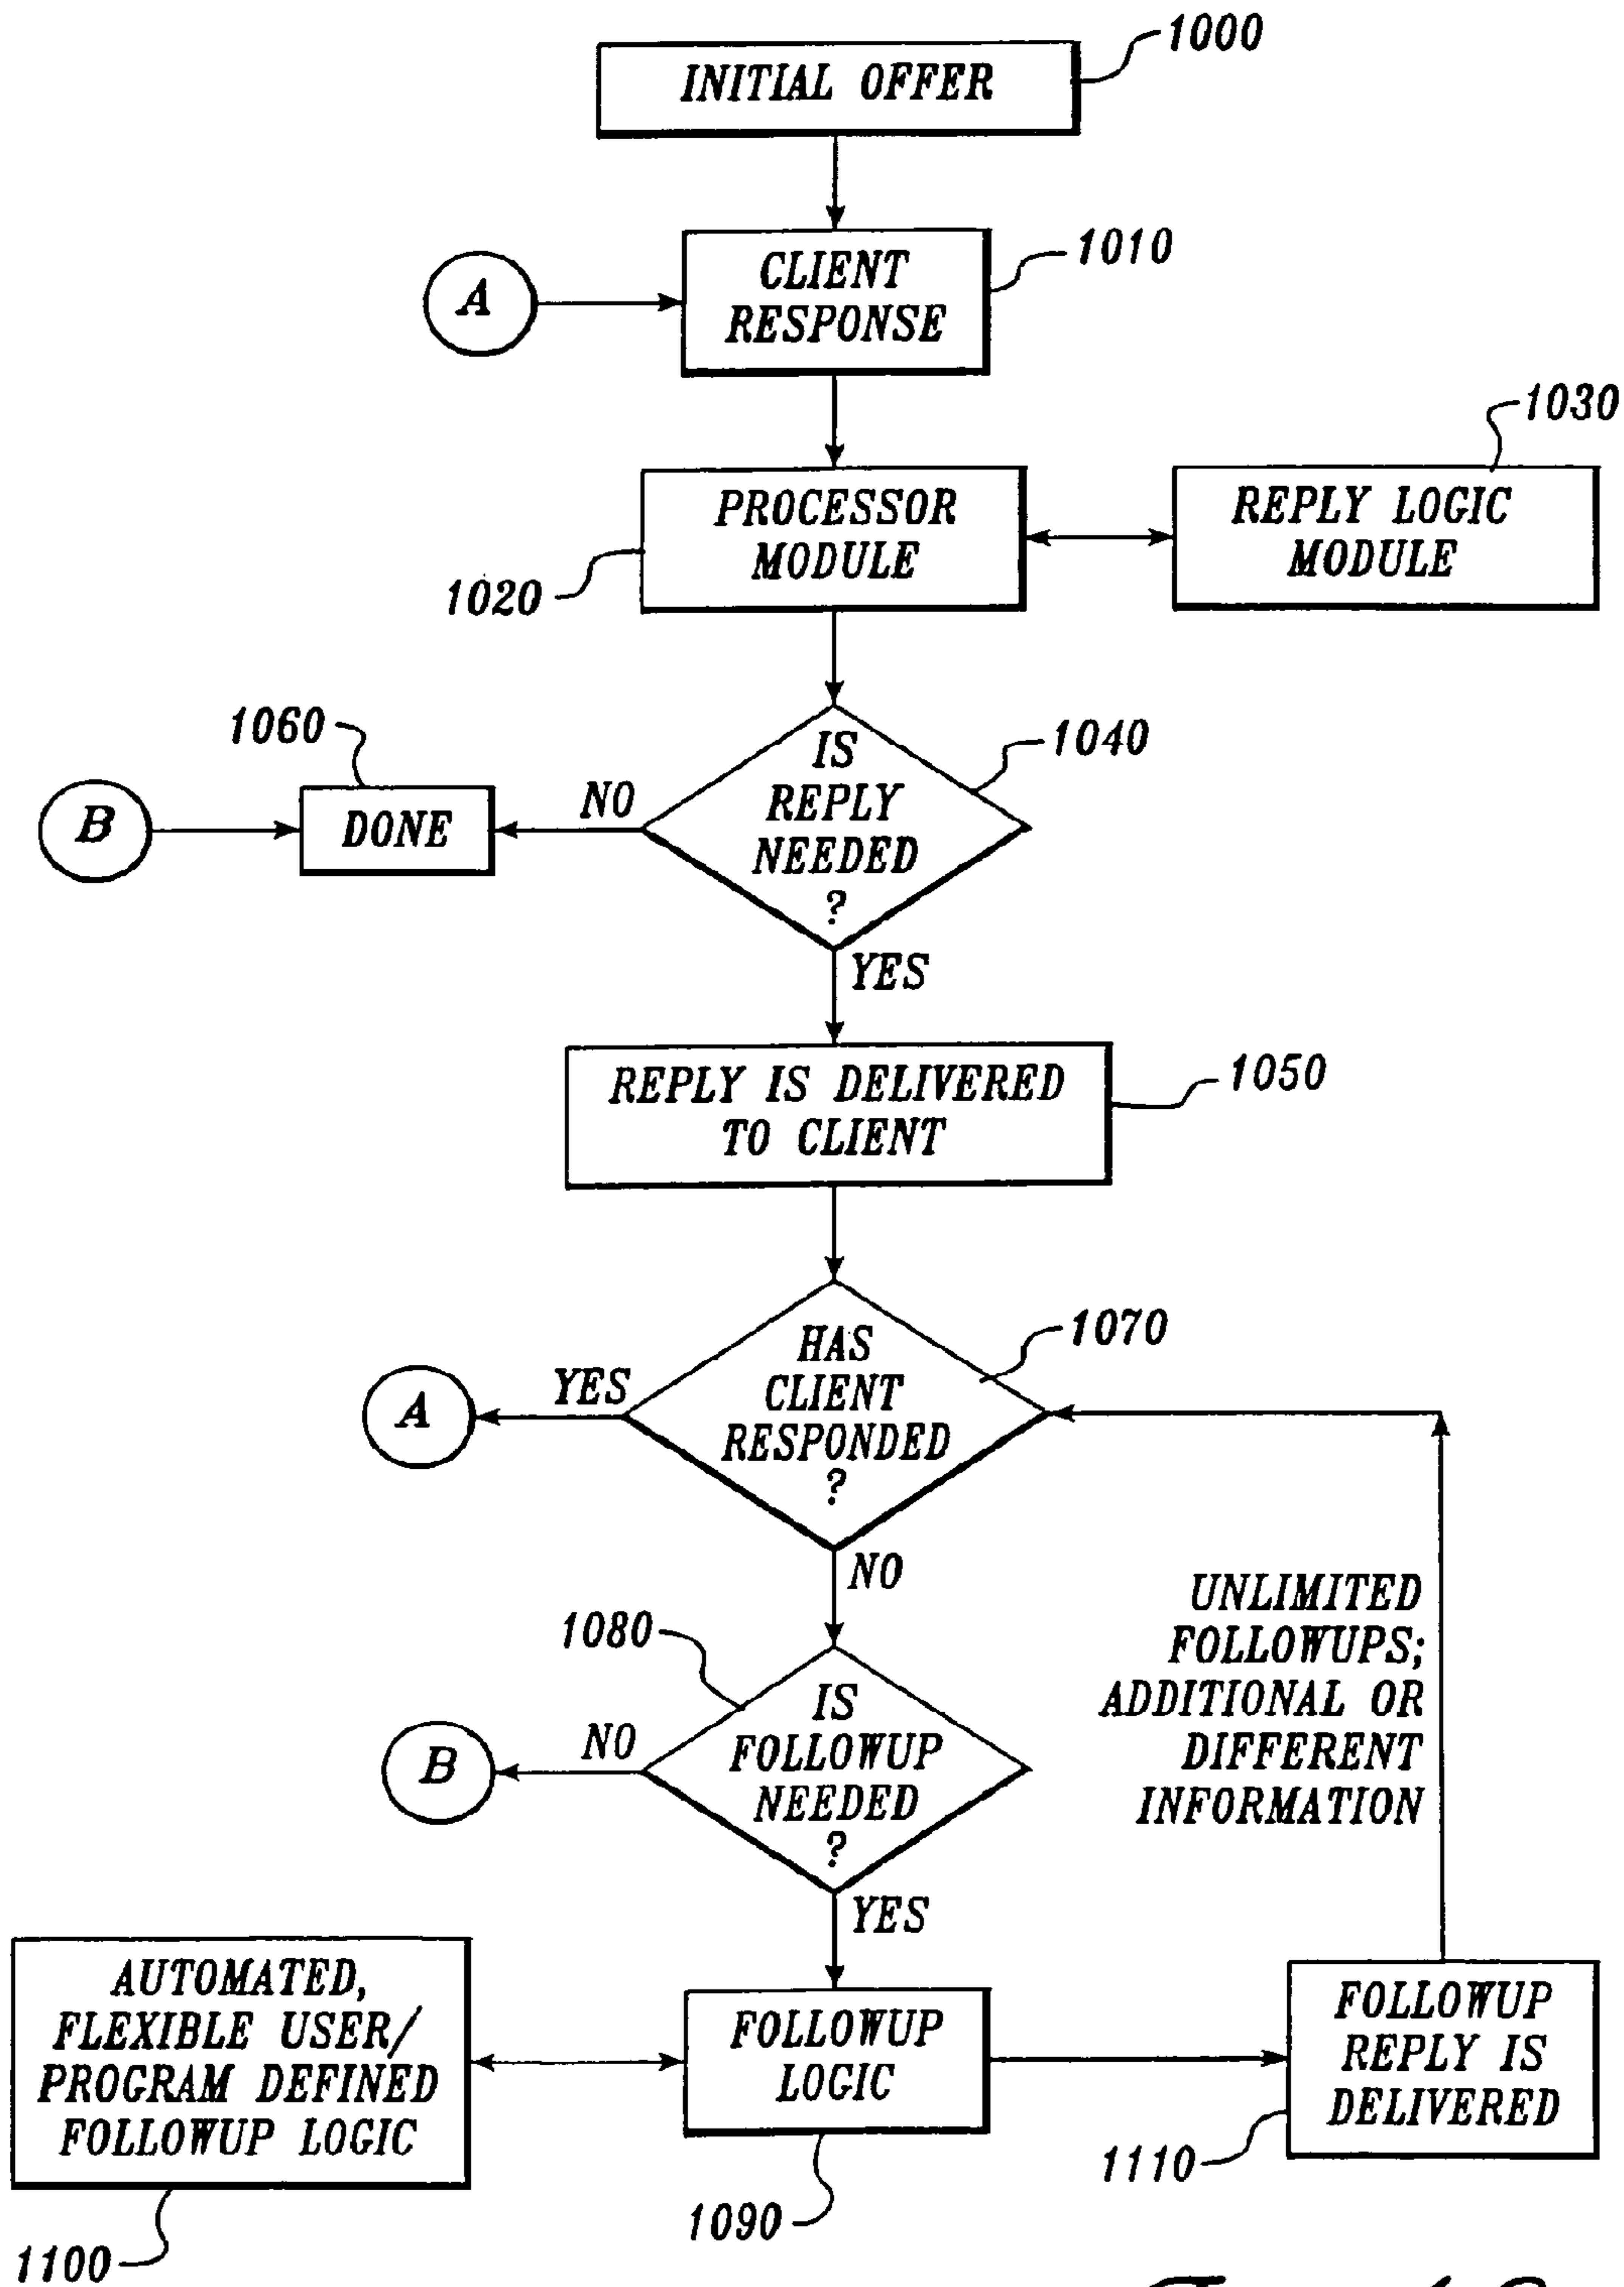 1000
INITIAL OFFER
1010
CLIENT
RESPONSE
A
1030
PROCESSOR
MODULE
REPLY LOGIC
MODULE
1020
1060
1040
IS
REPLY
NEEDED
?
NO
B
DONE
YES
1050
REPLY IS DELIVERED
TO CLIENT
1070
HAS
CLIENT
RESPONDED
?
YES
A
NO
UNLIMITED
FOLLOWUPS;
ADDITIONAL OR
DIFFERENT
INFORMATION
1080
IS
FOLLOWUP
NEEDED
?
NO
B
YES
AUTOMATED,
FLEXIBLE USER/
PROGRAM DEFINED
FOLLOWUP LOGIC
FOLLOWUP
LOGIC
FOLLOWUP
REPLY IS
DELIVERED
1110
1090
1100